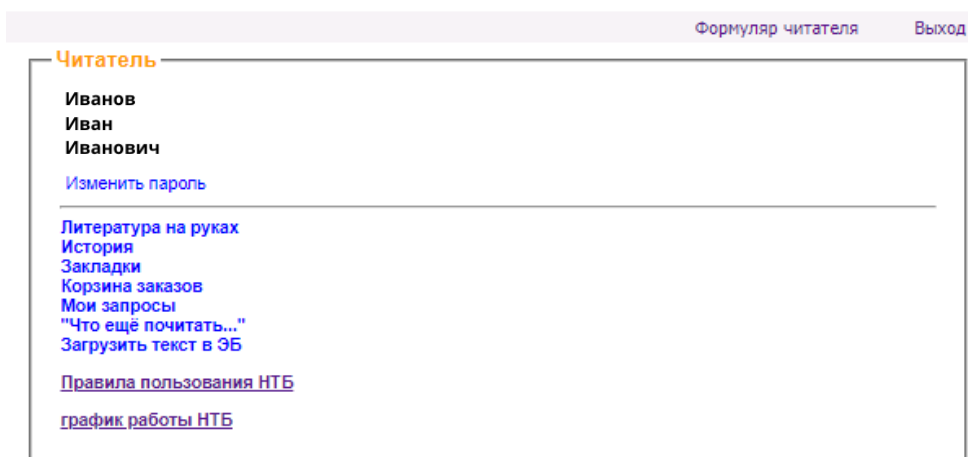 Формуляр читателя Выход
Читатель
Иванов
Иван
Иванович
Изменить пароль
Литература на руках
История
Закладки
Корзина заказов
Мои запросы
"Что ещё почитать..."
Загрузить текст в ЭБ
Правила пользования НТБ
график работы НТБ